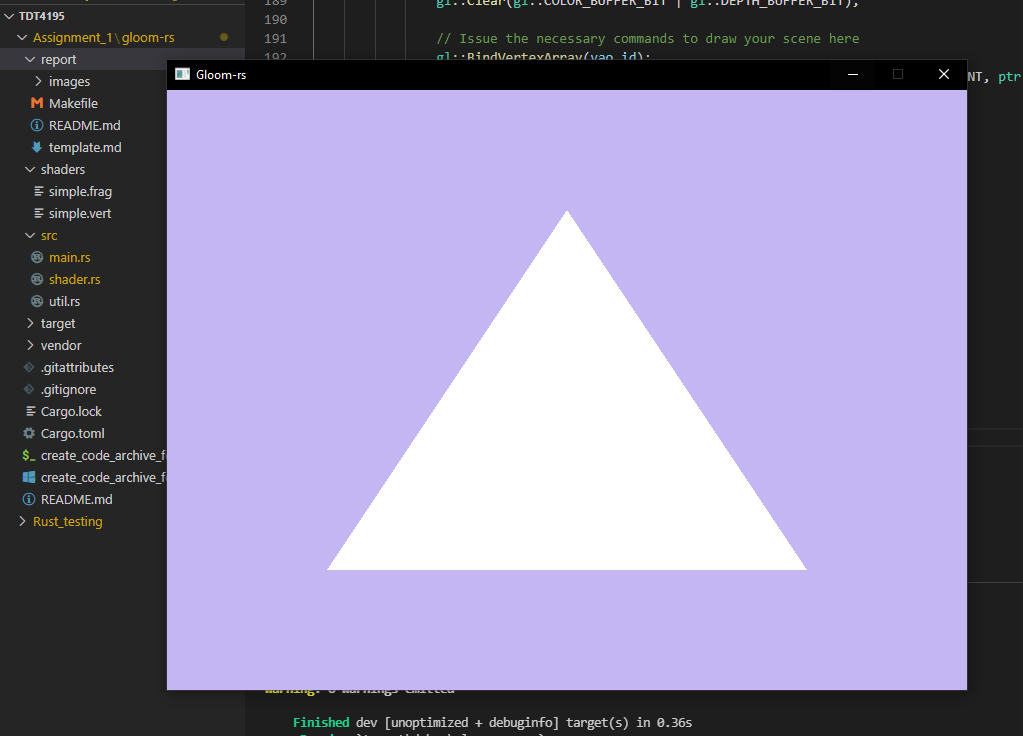 TDT4195
Assignment_1\gloom-rs
report
images
Makefile
README.md
template.md
shaders
simple.frag
simple.vert
src
main.rs
shader.rs
util.rs
target
vendor
.gitattributes
.gitignore
Cargo.lock
Cargo.toml
create_code_archive_f
create_code_archive_f
README.md
Rust_testing
189 gl::Clear(gl::COLOR_BUFFER_BIT | gl::DEPTH_BUFFER_BIT);
190
191 // Issue the necessary commands to draw your scene here
192 gl::BindVertexArray(vao_id);
NT, ptr
Gloom-rs
warning: 8 warnings emitted
Finished dev [unoptimized + debuginfo] target(s) in 0.36s